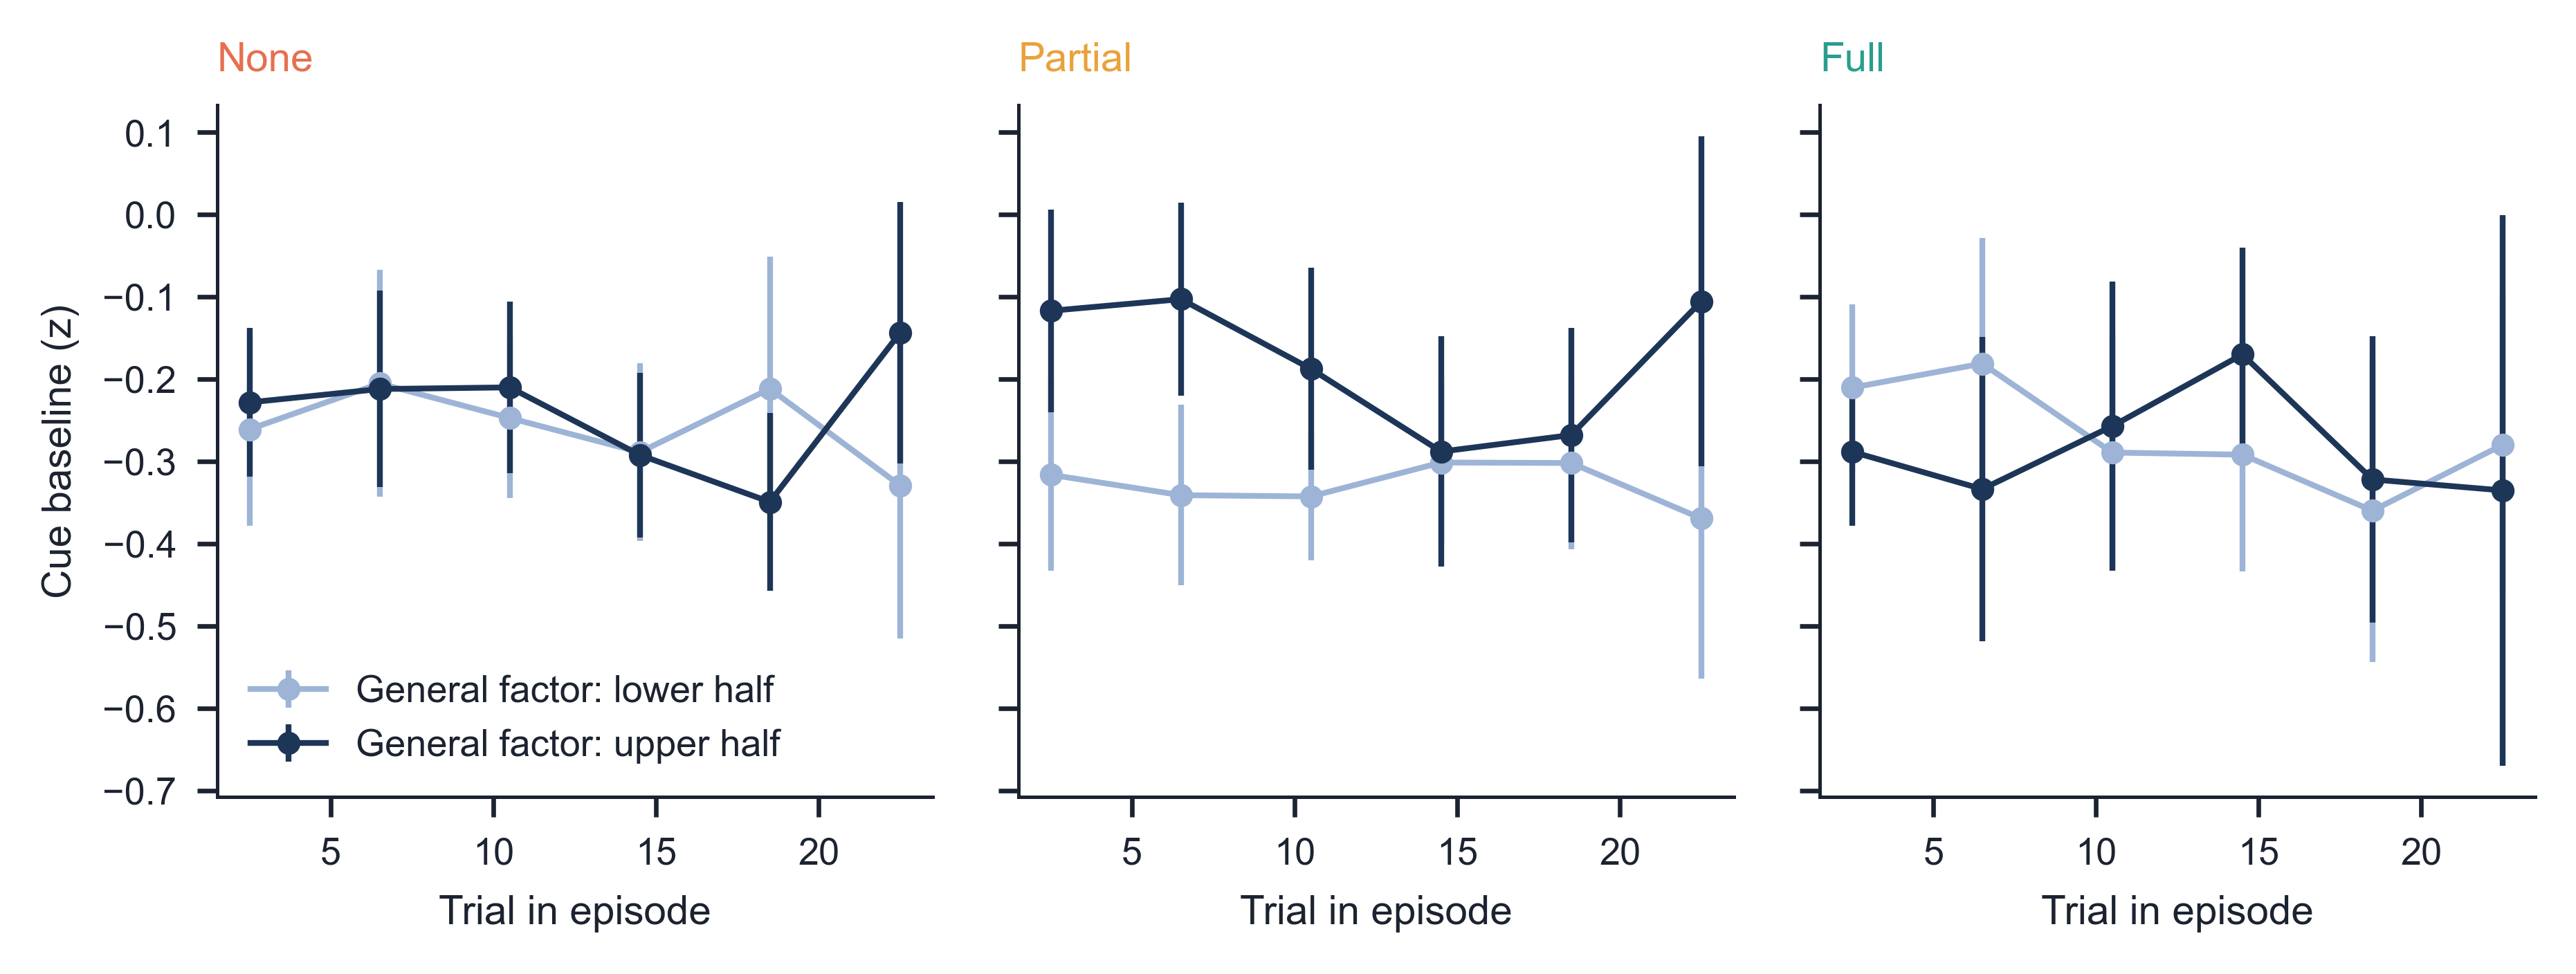 None
Partial
Full
Cue baseline (z)
0.1
0.0
−0.1
−0.2
−0.3
−0.4
−0.5
−0.6
−0.7
General factor: lower half
General factor: upper half
5 10 15 20
5 10 15 20
5 10 15 20
Trial in episode
Trial in episode
Trial in episode